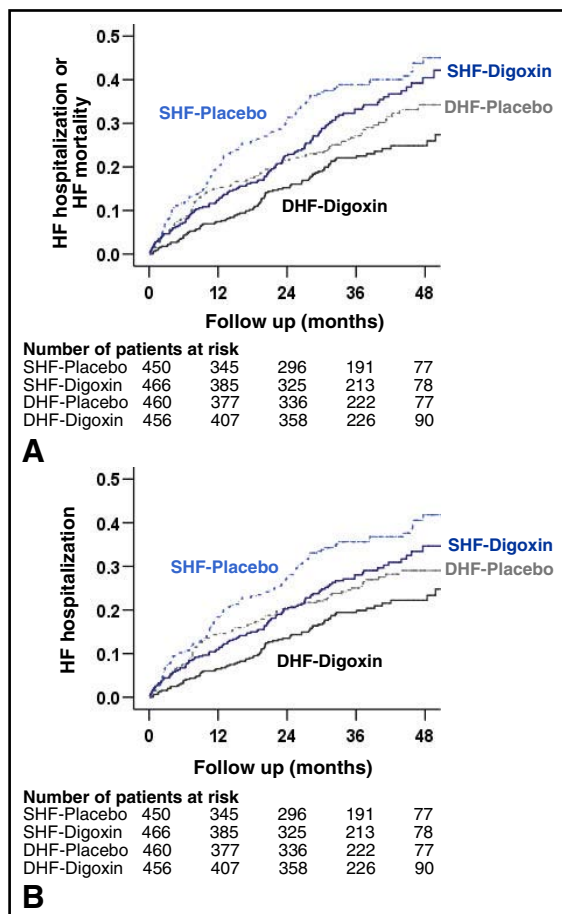 HF hospitalization or
HF mortality
0.5
0.4
0.3
0.2
0.1
0.0
SHF-Placebo
SHF-Digoxin
DHF-Placebo
DHF-Digoxin
0 12 24 36 48
Follow up (months)
Number of patients at risk
SHF-Placebo 450 345 296 191 77
SHF-Digoxin 466 385 325 213 78
DHF-Placebo 460 377 336 222 77
DHF-Digoxin 456 407 358 226 90
A
HF hospitalization
0.5
0.4
0.3
0.2
0.1
0.0
SHF-Placebo
SHF-Digoxin
DHF-Placebo
DHF-Digoxin
0 12 24 36 48
Follow up (months)
Number of patients at risk
SHF-Placebo 450 345 296 191 77
SHF-Digoxin 466 385 325 213 78
DHF-Placebo 460 377 336 222 77
DHF-Digoxin 456 407 358 226 90
B